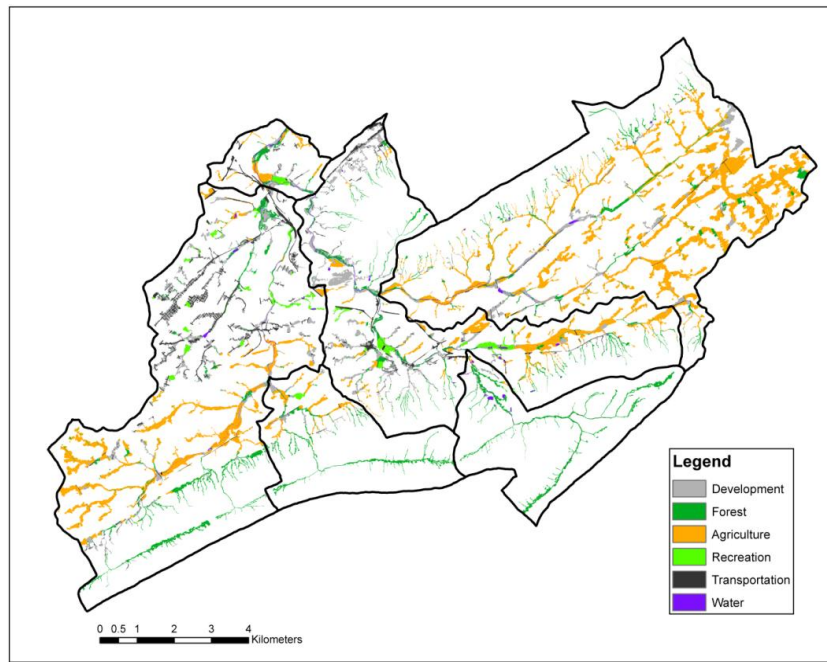 Legend
Development
Forest
Agriculture
Recreation
Transportation
Water
0 0.5 1 2 3 4
Kilometers